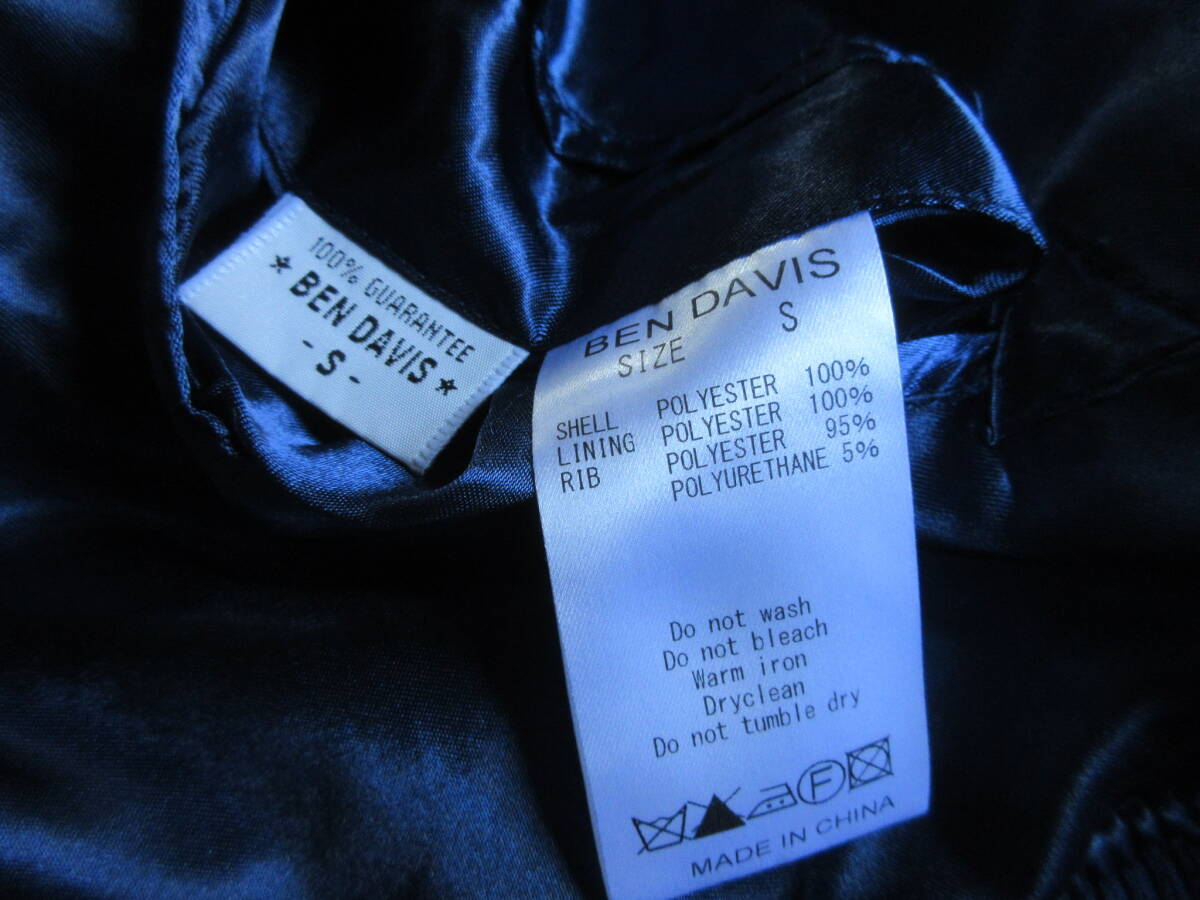 100% GUARANTEE
★ BEN DAVIS ★
- S -
BEN DAVIS
SIZE S
SHELL POLYESTER 100%
LINING POLYESTER 100%
RIB POLYESTER 95%
POLYURETHANE 5%
Do not wash
Do not bleach
Warm iron
Dryclean
Do not tumble dry
F
MADE IN CHINA